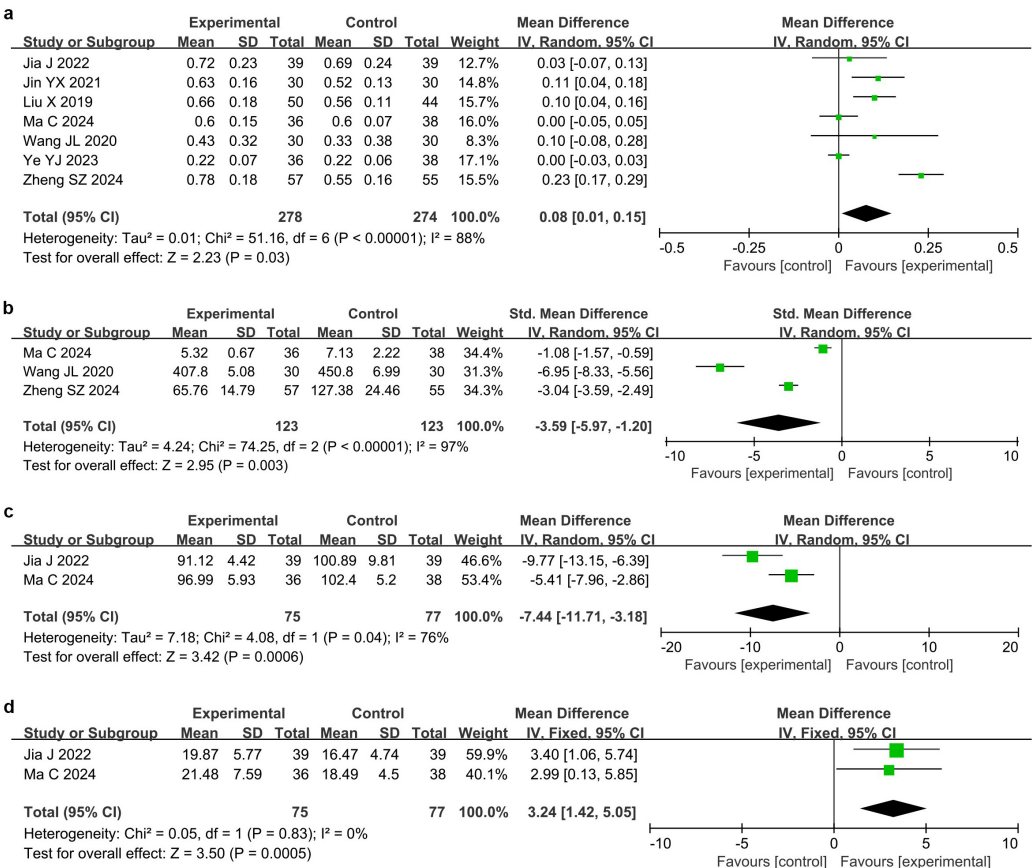 a
Experimental Control Mean Difference Mean Difference
Study or Subgroup Mean SD Total Mean SD Total Weight IV, Random, 95% CI IV, Random, 95% CI
Jia J 2022 0.72 0.23 39 0.69 0.24 39 12.7% 0.03 [-0.07, 0.13]
Jin YX 2021 0.63 0.16 30 0.52 0.13 30 14.8% 0.11 [0.04, 0.18]
Liu X 2019 0.66 0.18 50 0.56 0.11 44 15.7% 0.10 [0.04, 0.16]
Ma C 2024 0.6 0.15 36 0.6 0.07 38 16.0% 0.00 [-0.05, 0.05]
Wang JL 2020 0.43 0.32 30 0.33 0.38 30 8.3% 0.10 [-0.08, 0.28]
Ye YJ 2023 0.22 0.07 36 0.22 0.06 38 17.1% 0.00 [-0.03, 0.03]
Zheng SZ 2024 0.78 0.18 57 0.55 0.16 55 15.5% 0.23 [0.17, 0.29]
Total (95% CI) 278 274 100.0% 0.08 [0.01, 0.15]
Heterogeneity: Tau² = 0.01; Chi² = 51.16, df = 6 (P < 0.00001); I² = 88%
Test for overall effect: Z = 2.23 (P = 0.03)
-0.5 -0.25 0 0.25 0.5
Favours [control] Favours [experimental]
b
Experimental Control Std. Mean Difference Std. Mean Difference
Study or Subgroup Mean SD Total Mean SD Total Weight IV, Random, 95% CI IV, Random, 95% CI
Ma C 2024 5.32 0.67 36 7.13 2.22 38 34.4% -1.08 [-1.57, -0.59]
Wang JL 2020 407.8 5.08 30 450.8 6.99 30 31.3% -6.95 [-8.33, -5.56]
Zheng SZ 2024 65.76 14.79 57 127.38 24.46 55 34.3% -3.04 [-3.59, -2.49]
Total (95% CI) 123 123 100.0% -3.59 [-5.97, -1.20]
Heterogeneity: Tau² = 4.24; Chi² = 74.25, df = 2 (P < 0.00001); I² = 97%
Test for overall effect: Z = 2.95 (P = 0.003)
-10 -5 0 5 10
Favours [experimental] Favours [control]
c
Experimental Control Mean Difference Mean Difference
Study or Subgroup Mean SD Total Mean SD Total Weight IV, Random, 95% CI IV, Random, 95% CI
Jia J 2022 91.12 4.42 39 100.89 9.81 39 46.6% -9.77 [-13.15, -6.39]
Ma C 2024 96.99 5.93 36 102.4 5.2 38 53.4% -5.41 [-7.96, -2.86]
Total (95% CI) 75 77 100.0% -7.44 [-11.71, -3.18]
Heterogeneity: Tau² = 7.18; Chi² = 4.08, df = 1 (P = 0.04); I² = 76%
Test for overall effect: Z = 3.42 (P = 0.0006)
-20 -10 0 10 20
Favours [experimental] Favours [control]
d
Experimental Control Mean Difference Mean Difference
Study or Subgroup Mean SD Total Mean SD Total Weight IV, Fixed, 95% CI IV, Fixed, 95% CI
Jia J 2022 19.87 5.77 39 16.47 4.74 39 59.9% 3.40 [1.06, 5.74]
Ma C 2024 21.48 7.59 36 18.49 4.5 38 40.1% 2.99 [0.13, 5.85]
Total (95% CI) 75 77 100.0% 3.24 [1.42, 5.05]
Heterogeneity: Chi² = 0.05, df = 1 (P = 0.83); I² = 0%
Test for overall effect: Z = 3.50 (P = 0.0005)
-10 -5 0 5 10
Favours [control] Favours [experimental]